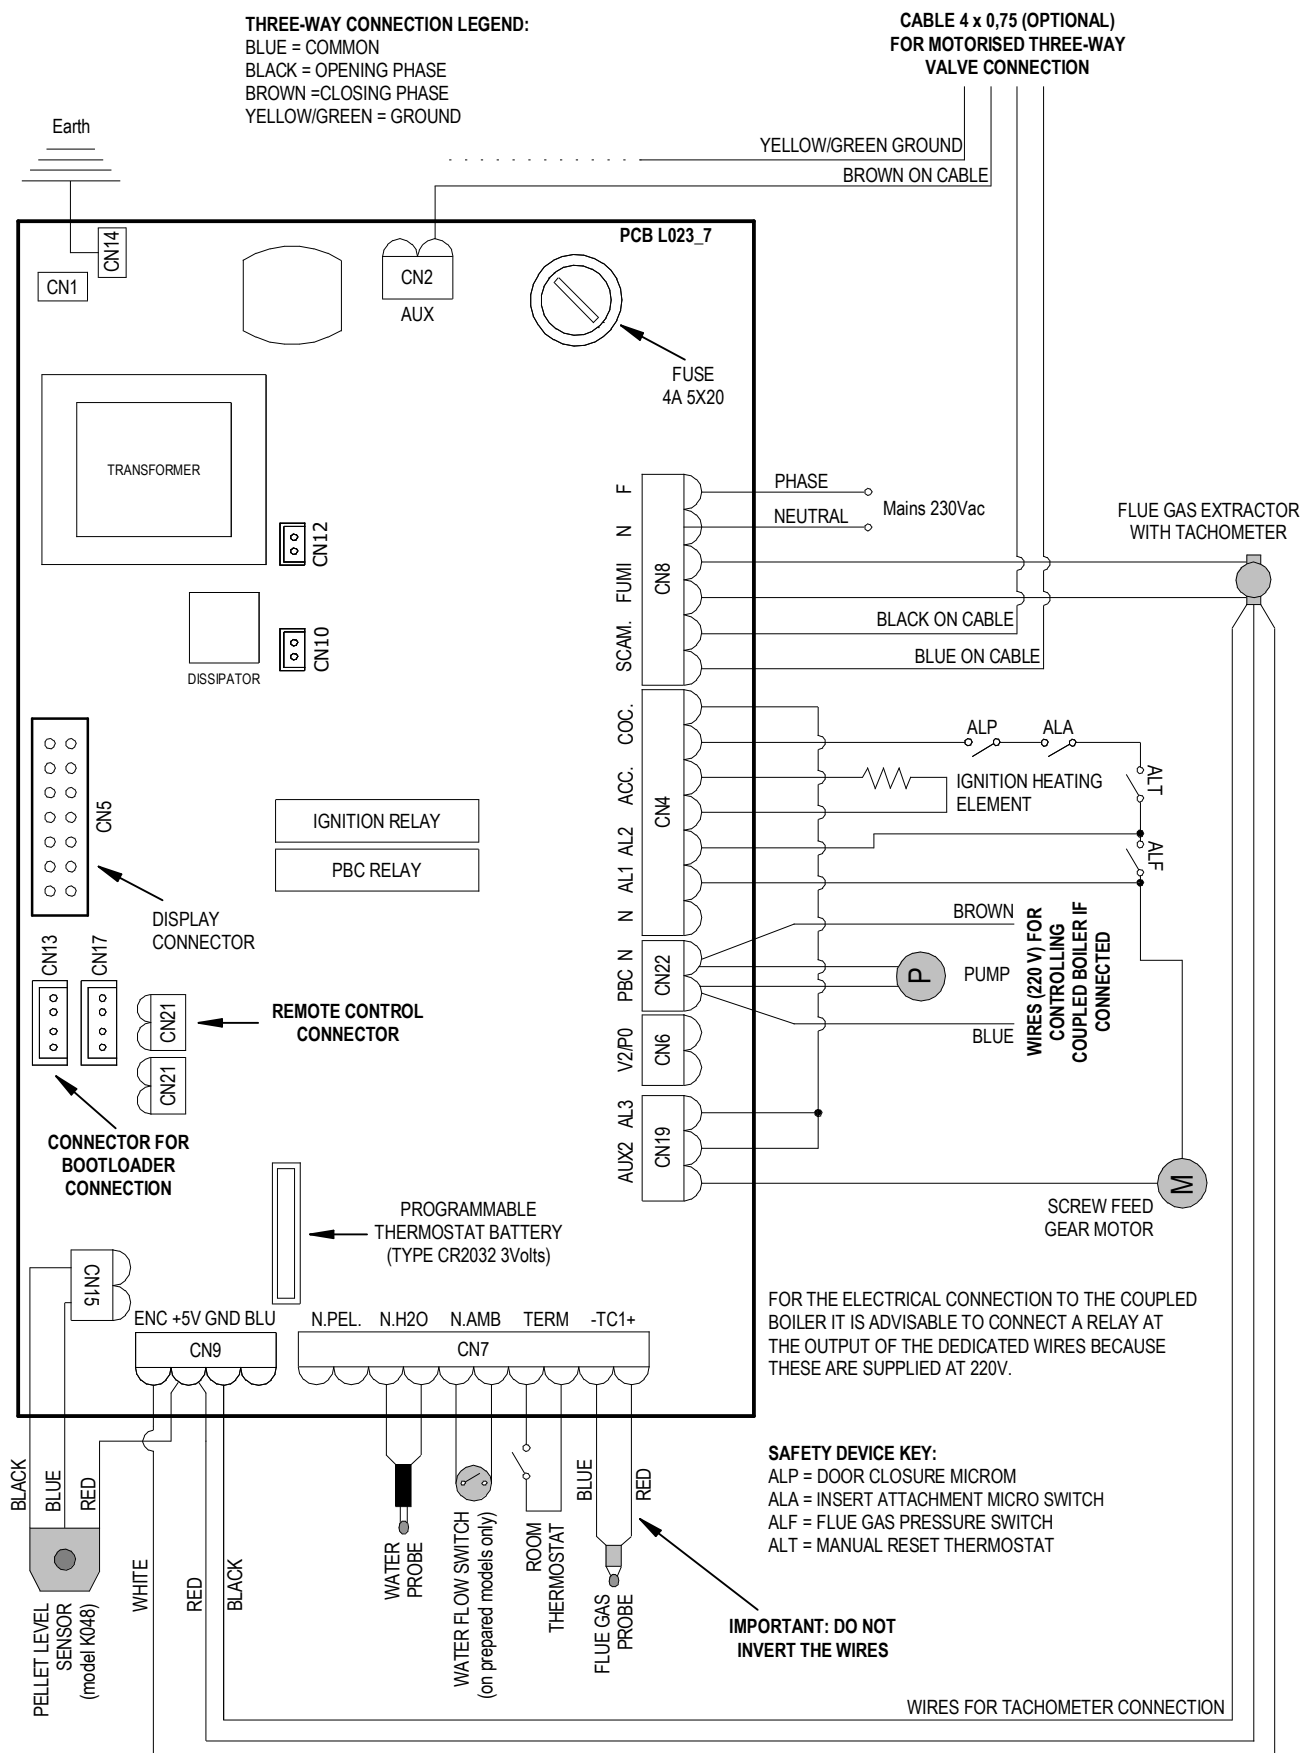 THREE-WAY CONNECTION LEGEND:
BLUE = COMMON
BLACK = OPENING PHASE
BROWN =CLOSING PHASE
YELLOW/GREEN = GROUND
CABLE 4 x 0,75 (OPTIONAL)
FOR MOTORISED THREE-WAY
VALVE CONNECTION
Earth
YELLOW/GREEN GROUND
BROWN ON CABLE
PCB L023_7
CN14
CN1
CN2
AUX
FUSE
4A 5X20
TRANSFORMER
CN12
CN10
DISSIPATOR
F
N
FUMI
SCAM.
CN8
PHASE
NEUTRAL
Mains 230Vac
FLUE GAS EXTRACTOR
WITH TACHOMETER
BLACK ON CABLE
BLUE ON CABLE
COC.
ACC.
AL2
AL1
N
CN4
ALP
ALA
ALT
ALF
IGNITION HEATING
ELEMENT
CN5
IGNITION RELAY
PBC RELAY
DISPLAY
CONNECTOR
CN13
CN17
CN21
CN21
REMOTE CONTROL
CONNECTOR
CONNECTOR FOR
BOOTLOADER
CONNECTION
PBC N
CN22
BROWN
P
PUMP
BLUE
WIRES (220 V) FOR
CONTROLLING
COUPLED BOILER IF
CONNECTED
V2/P0
CN6
AL3
AUX2
CN19
M
SCREW FEED
GEAR MOTOR
PROGRAMMABLE
THERMOSTAT BATTERY
(TYPE CR2032 3Volts)
CN15
ENC +5V GND BLU
CN9
N.PEL. N.H2O N.AMB TERM -TC1+
CN7
FOR THE ELECTRICAL CONNECTION TO THE COUPLED
BOILER IT IS ADVISABLE TO CONNECT A RELAY AT
THE OUTPUT OF THE DEDICATED WIRES BECAUSE
THESE ARE SUPPLIED AT 220V.
SAFETY DEVICE KEY:
ALP = DOOR CLOSURE MICROM
ALA = INSERT ATTACHMENT MICRO SWITCH
ALF = FLUE GAS PRESSURE SWITCH
ALT = MANUAL RESET THERMOSTAT
BLACK
BLUE
RED
PELLET LEVEL
SENSOR
(model K048)
WHITE
RED
BLACK
WATER
PROBE
WATER FLOW SWITCH
(on prepared models only)
ROOM
THERMOSTAT
BLUE
RED
FLUE GAS
PROBE
IMPORTANT: DO NOT
INVERT THE WIRES
WIRES FOR TACHOMETER CONNECTION